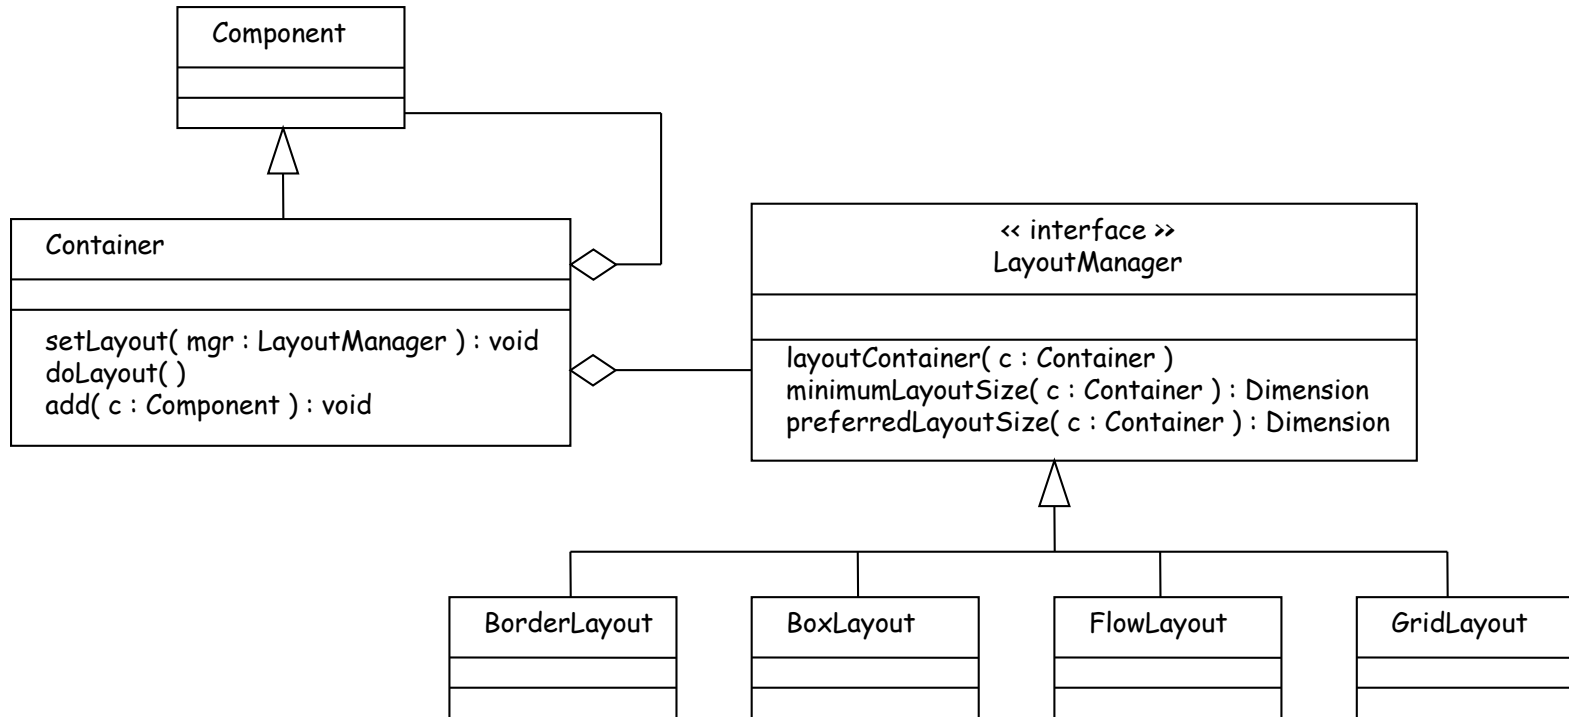 Component
Container
setLayout( mgr : LayoutManager ) : void
doLayout( )
add( c : Component ) : void
<< interface >>
LayoutManager
layoutContainer( c : Container )
minimumLayoutSize( c : Container ) : Dimension
preferredLayoutSize( c : Container ) : Dimension
BorderLayout
BoxLayout
FlowLayout
GridLayout